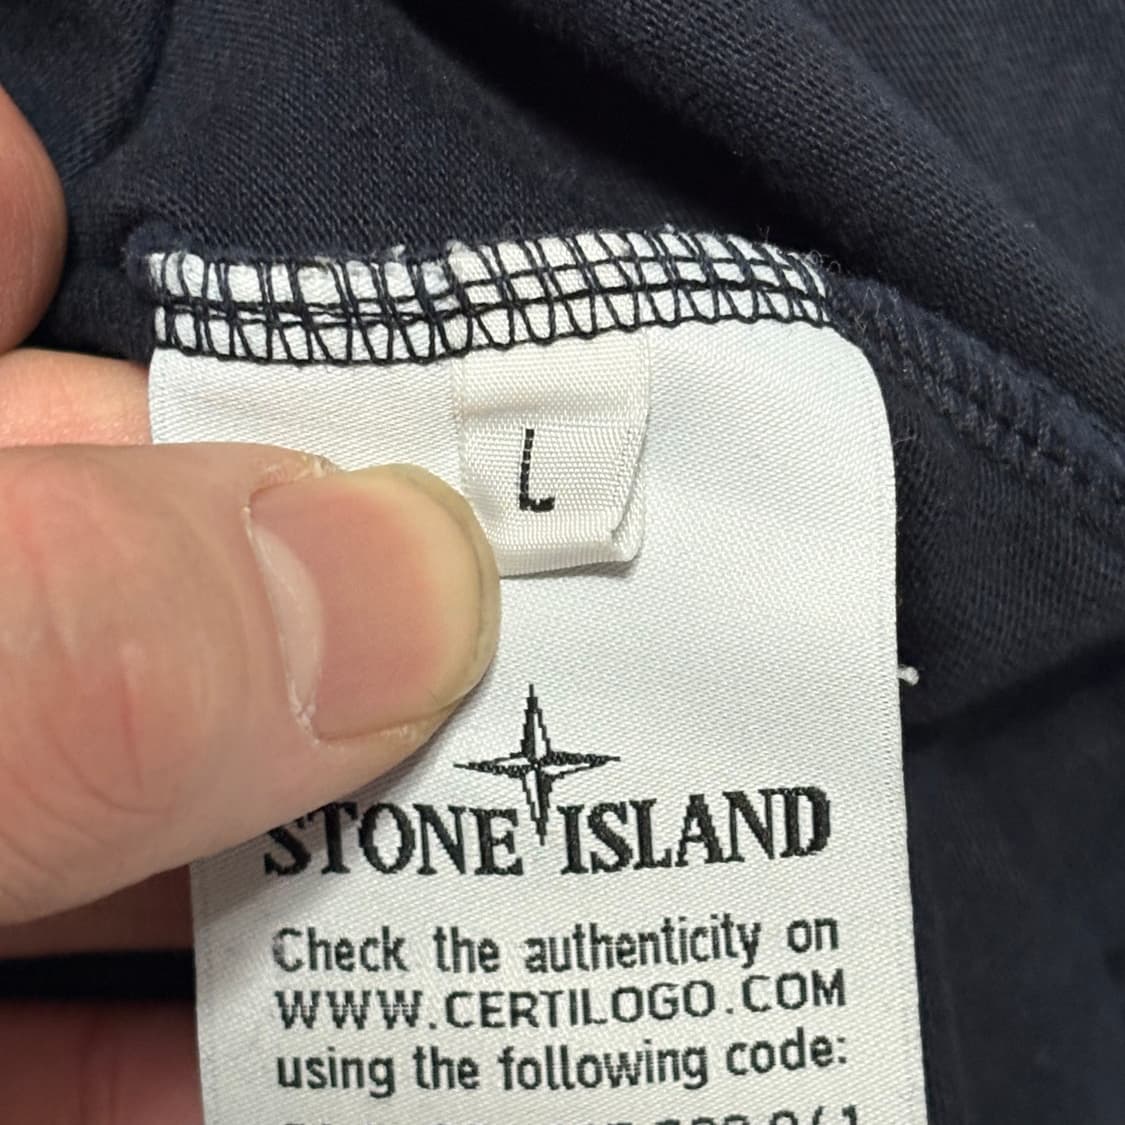 L
STONE ISLAND
Check the authenticity on
WWW.CERTILOGO.COM
using the following code: